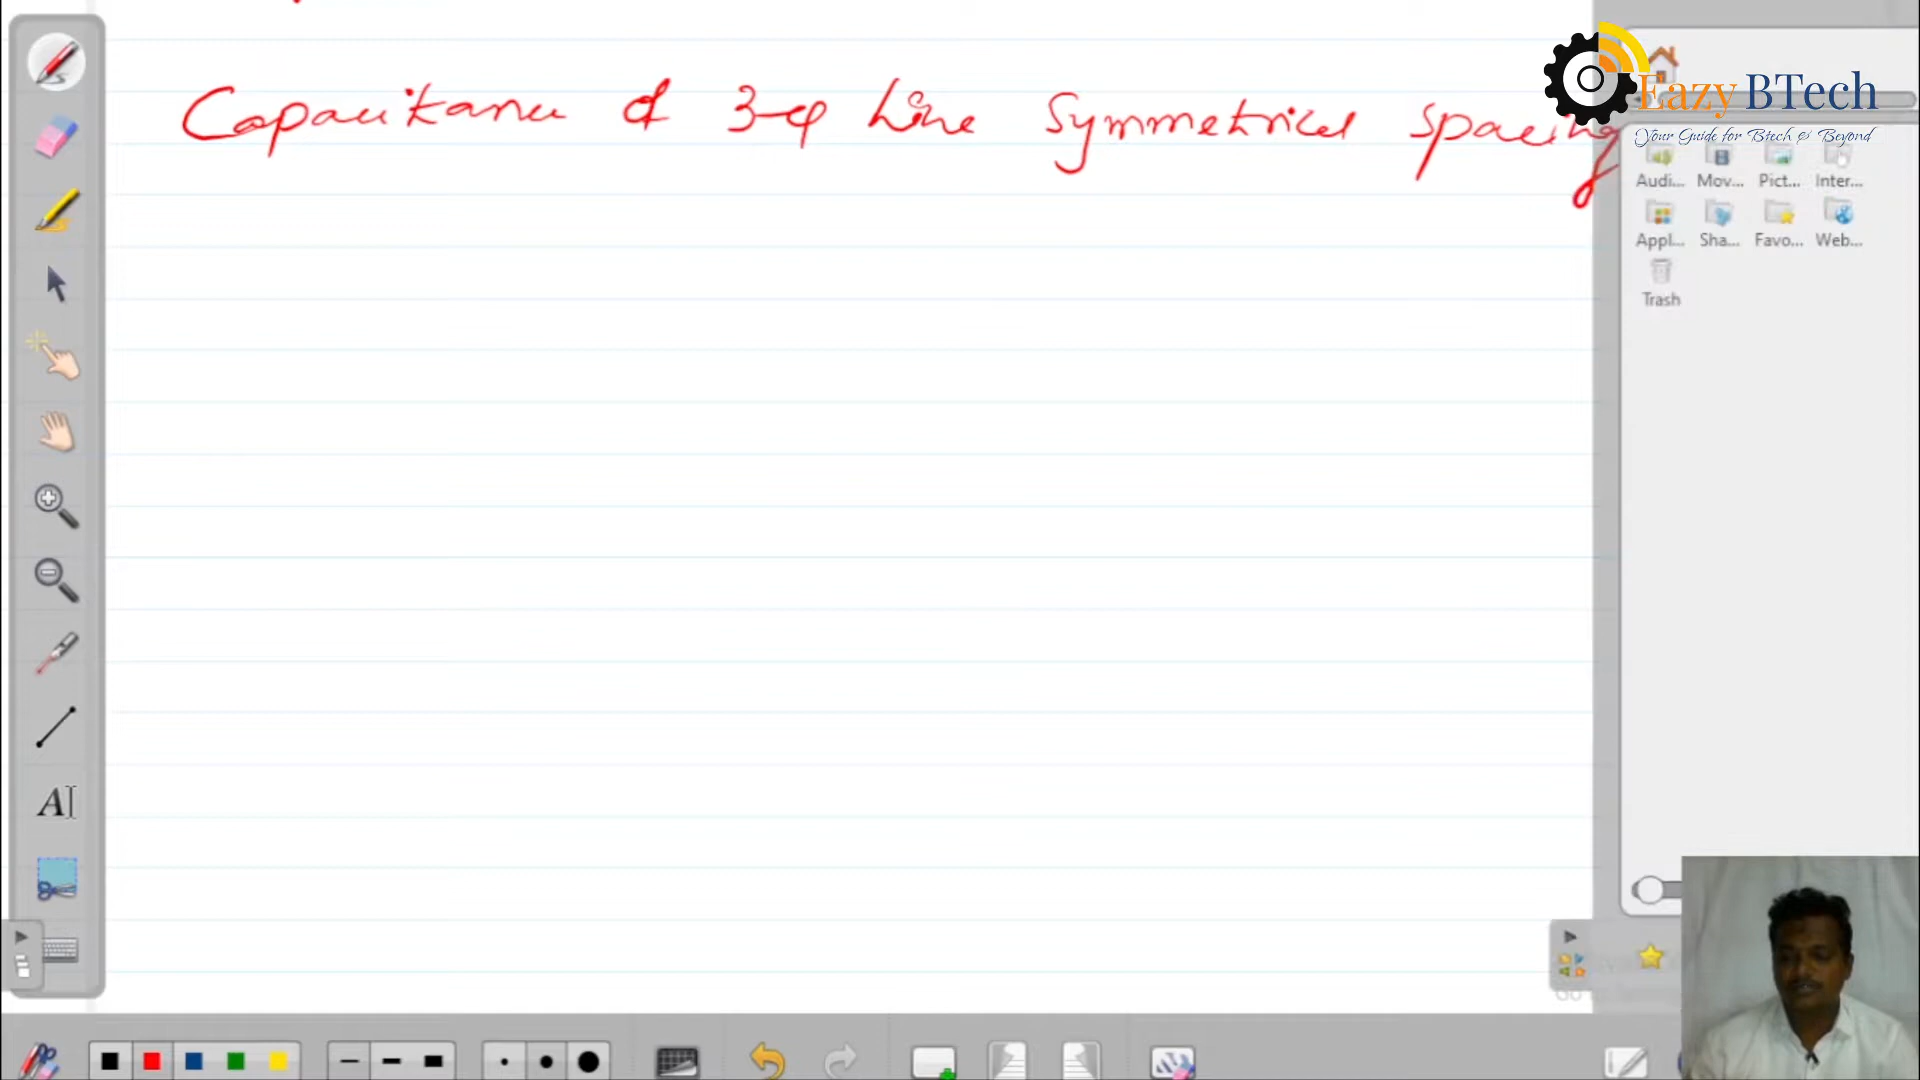 Capacitance of 3-φ Line Symmetrical spacing
Eazy BTech
Your Guide for Btech & Beyond
Audi... Mov... Pict... Inter...
Appl... Sha... Favo... Web...
Trash
A